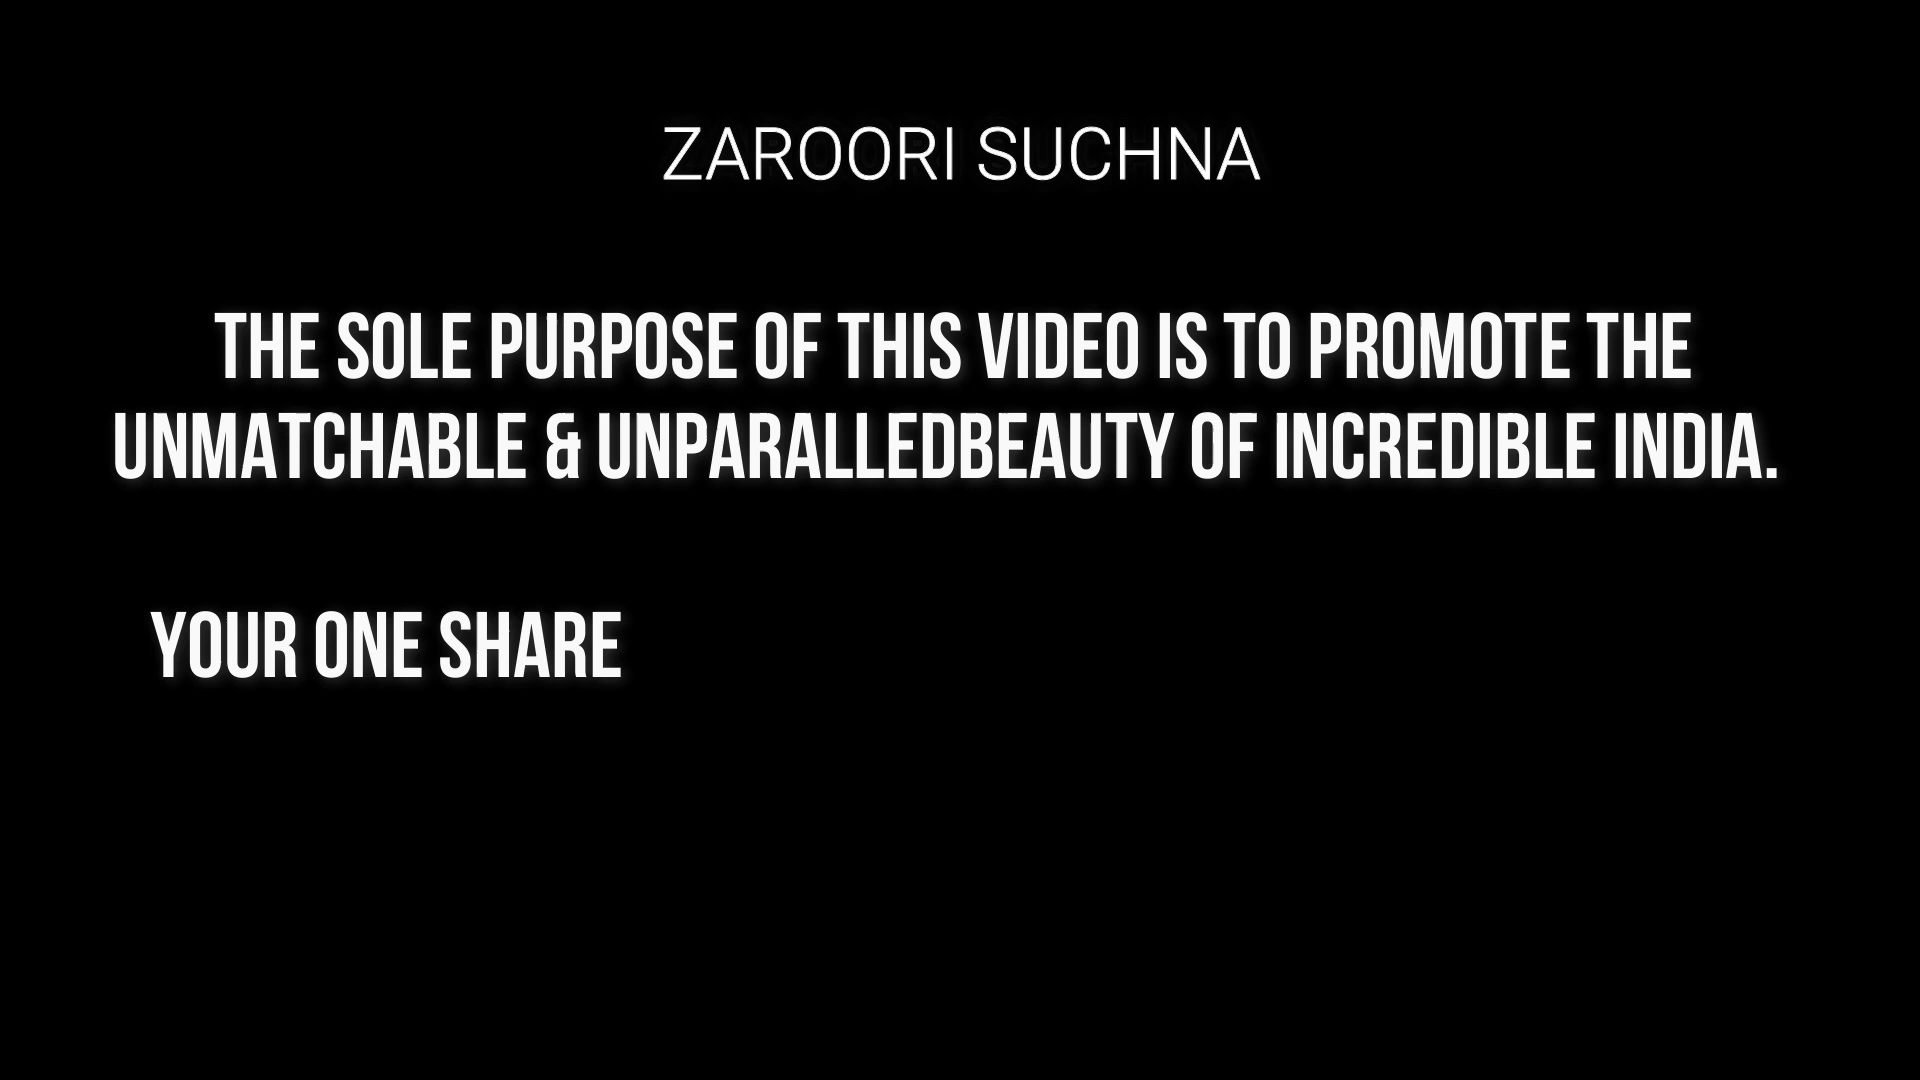 ZAROORI SUCHNA
THE SOLE PURPOSE OF THIS VIDEO IS TO PROMOTE THE
UNMATCHABLE & UNPARALLEDBEAUTY OF INCREDIBLE INDIA.
YOUR ONE SHARE